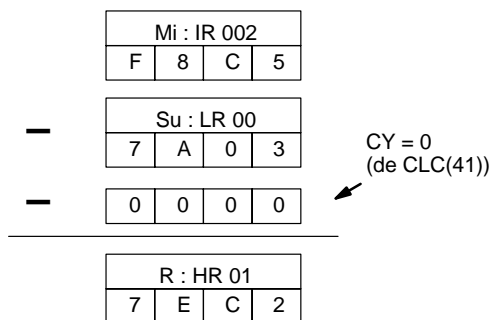 Mi : IR 002
F 8 C 5
Su : LR 00
– 7 A 0 3
CY = 0
(de CLC(41))
– 0 0 0 0
R : HR 01
7 E C 2